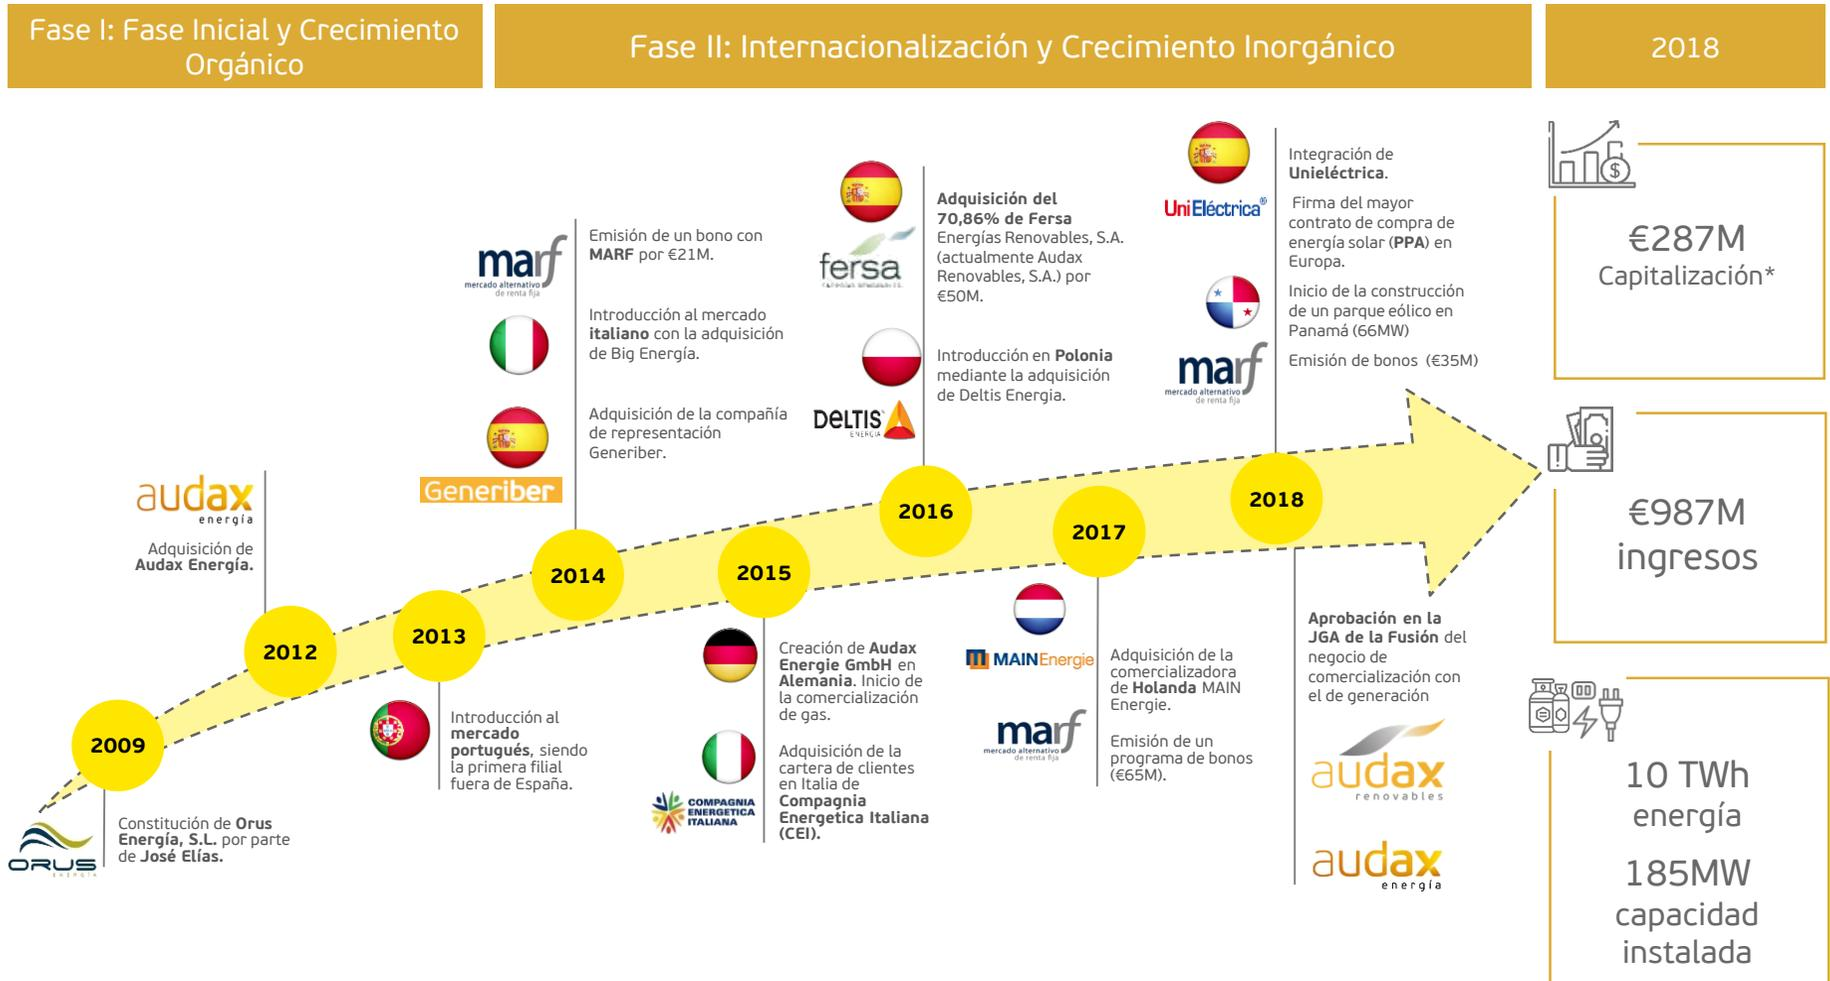 Fase I: Fase Inicial y Crecimiento
Orgánico
Fase II: Internacionalización y Crecimiento Inorgánico
2018
audax
energía
Adquisición de
Audax Energía.
2009
ORUS
ENERGÍA
Constitución de Orus
Energía, S.L. por parte
de José Elías.
2012
2013
Introducción al
mercado
portugués, siendo
la primera filial
fuera de España.
marf
mercado alternativo
de renta fija
Emisión de un bono con
MARF por €21M.
Introducción al mercado
italiano con la adquisición
de Big Energía.
Generiber
Adquisición de la compañía
de representación
Generiber.
2014
2015
Creación de Audax
Energie GmbH en
Alemania. Inicio de
la comercialización
de gas.
COMPAGNIA
ENERGETICA
ITALIANA
Adquisición de la
cartera de clientes
en Italia de
Compagnia
Energetica Italiana
(CEI).
fersa
Adquisición del
70,86% de Fersa
Energías Renovables, S.A.
(actualmente Audax
Renovables, S.A.) por
€50M.
DELTIS
ENERGIA
Introducción en Polonia
mediante la adquisición
de Deltis Energia.
2016
2017
MAINEnergie
Adquisición de la
comercializadora
de Holanda MAIN
Energie.
marf
mercado alternativo
de renta fija
Emisión de un
programa de bonos
(€65M).
UniEléctrica®
Integración de
Unieléctrica.
Firma del mayor
contrato de compra de
energía solar (PPA) en
Europa.
Inicio de la construcción
de un parque eólico en
Panamá (66MW)
marf
mercado alternativo
de renta fija
Emisión de bonos (€35M)
2018
Aprobación en la
JGA de la Fusión del
negocio de
comercialización con
el de generación
audax
renovables
audax
energía
$
€287M
Capitalización*
€987M
ingresos
10 TWh
energía
185MW
capacidad
instalada